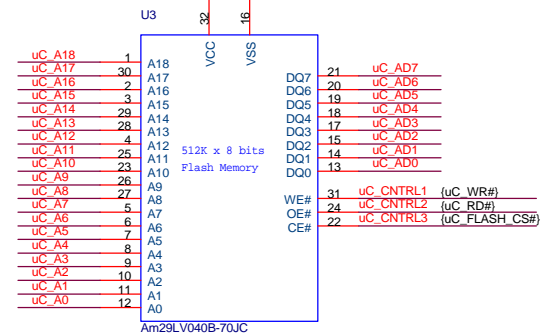 U3
32
16
VCC
VSS
uC_A18 1 A18
uC_A17 30 A17
uC_A16 2 A16
uC_A15 3 A15
uC_A14 29 A14
uC_A13 28 A13
uC_A12 4 A12
uC_A11 25 A11
uC_A10 23 A10
uC_A9 26 A9
uC_A8 27 A8
uC_A7 5 A7
uC_A6 6 A6
uC_A5 7 A5
uC_A4 8 A4
uC_A3 9 A3
uC_A2 10 A2
uC_A1 11 A1
uC_A0 12 A0
512K x 8 bits
Flash Memory
DQ7 21 uC_AD7
DQ6 20 uC_AD6
DQ5 19 uC_AD5
DQ4 18 uC_AD4
DQ3 17 uC_AD3
DQ2 15 uC_AD2
DQ1 14 uC_AD1
DQ0 13 uC_AD0
WE# 31 uC_CNTRL1 {uC_WR#}
OE# 24 uC_CNTRL2 {uC_RD#}
CE# 22 uC_CNTRL3 {uC_FLASH_CS#}
Am29LV040B-70JC